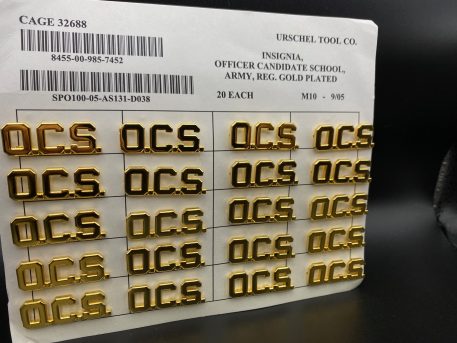 CAGE 32688
URSCHEL TOOL CO.
8455-00-985-7452
INSIGNIA,
OFFICER CANDIDATE SCHOOL,
ARMY, REG. GOLD PLATED
SPO100-05-AS131-D038
20 EACH M10 - 9/05
O.C.S. O.C.S. O.C.S. O.C.S.
O.C.S. O.C.S. O.C.S. O.C.S.
O.C.S. O.C.S. O.C.S. O.C.S.
O.C.S. O.C.S. O.C.S. O.C.S.
O.C.S. O.C.S. O.C.S. O.C.S.